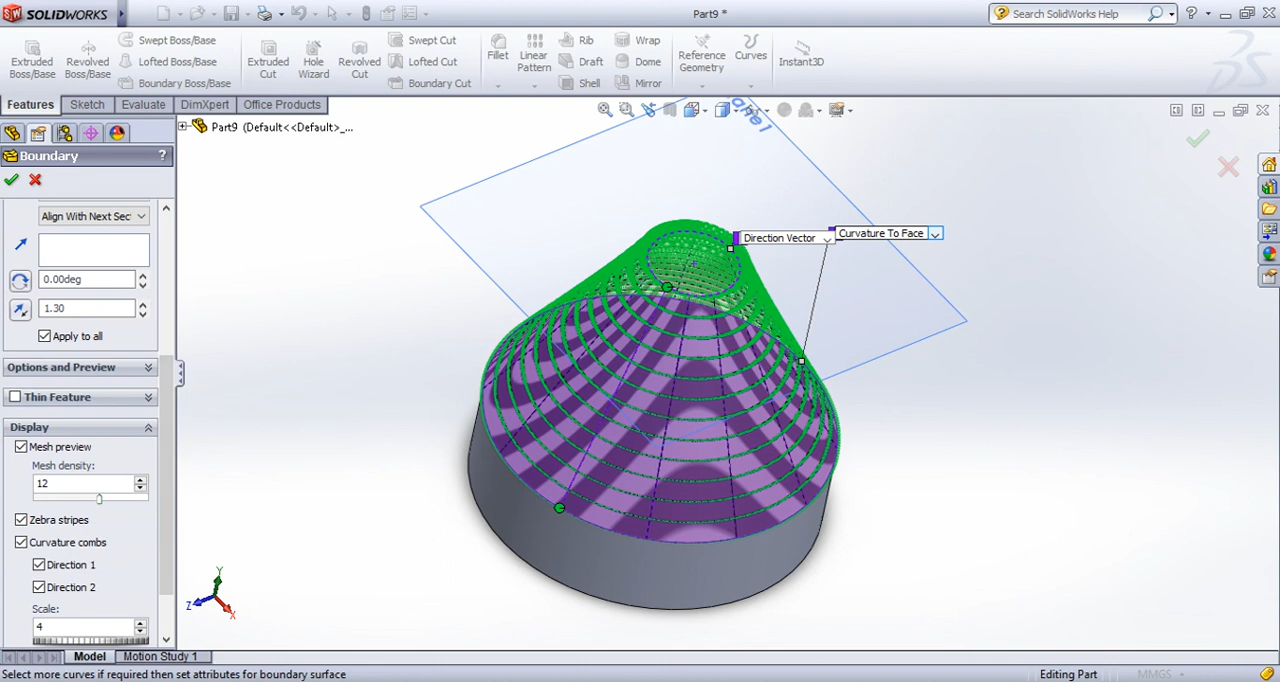 SOLIDWORKS
Part9 *
Search SolidWorks Help
Extruded Boss/Base
Revolved Boss/Base
Swept Boss/Base
Lofted Boss/Base
Boundary Boss/Base
Extruded Cut
Hole Wizard
Revolved Cut
Swept Cut
Lofted Cut
Boundary Cut
Fillet
Linear Pattern
Rib
Draft
Shell
Wrap
Dome
Mirror
Reference Geometry
Curves
Instant3D
Features
Sketch
Evaluate
DimXpert
Office Products
Part9 (Default<<Default>_...
Boundary
?
Align With Next Sect
0.00deg
1.30
Apply to all
Options and Preview
Thin Feature
Display
Mesh preview
Mesh density:
12
Zebra stripes
Curvature combs
Direction 1
Direction 2
Scale:
4
Direction Vector
Curvature To Face
Y
Z
X
Model
Motion Study 1
Select more curves if required then set attributes for boundary surface
Editing Part
MMGS